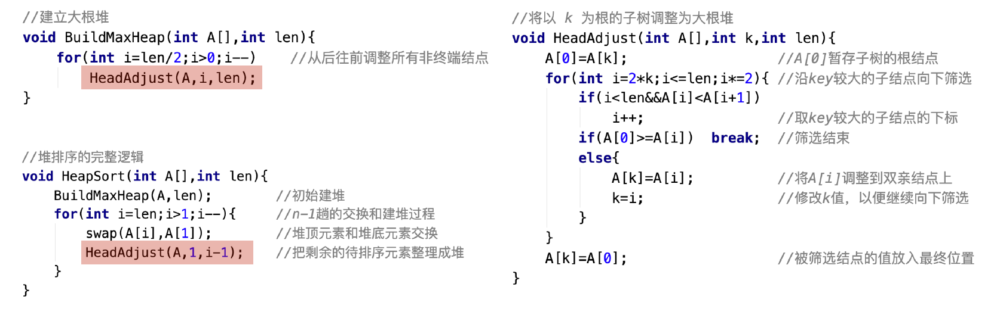 //建立大根堆
void BuildMaxHeap(int A[],int len){
for(int i=len/2;i>0;i--) //从后往前调整所有非终端结点
HeadAdjust(A,i,len);
}
//堆排序的完整逻辑
void HeapSort(int A[],int len){
BuildMaxHeap(A,len); //初始建堆
for(int i=len;i>1;i--){ //n-1趟的交换和建堆过程
swap(A[i],A[1]); //堆顶元素和堆底元素交换
HeadAdjust(A,1,i-1); //把剩余的待排序元素整理成堆
}
}
//将以 k 为根的子树调整为大根堆
void HeadAdjust(int A[],int k,int len){
A[0]=A[k]; //A[0]暂存子树的根结点
for(int i=2*k;i<=len;i*=2){ //沿key较大的子结点向下筛选
if(i<len&&A[i]<A[i+1])
i++; //取key较大的子结点的下标
if(A[0]>=A[i]) break; //筛选结束
else{
A[k]=A[i]; //将A[i]调整到双亲结点上
k=i; //修改k值，以便继续向下筛选
}
}
A[k]=A[0]; //被筛选结点的值放入最终位置
}